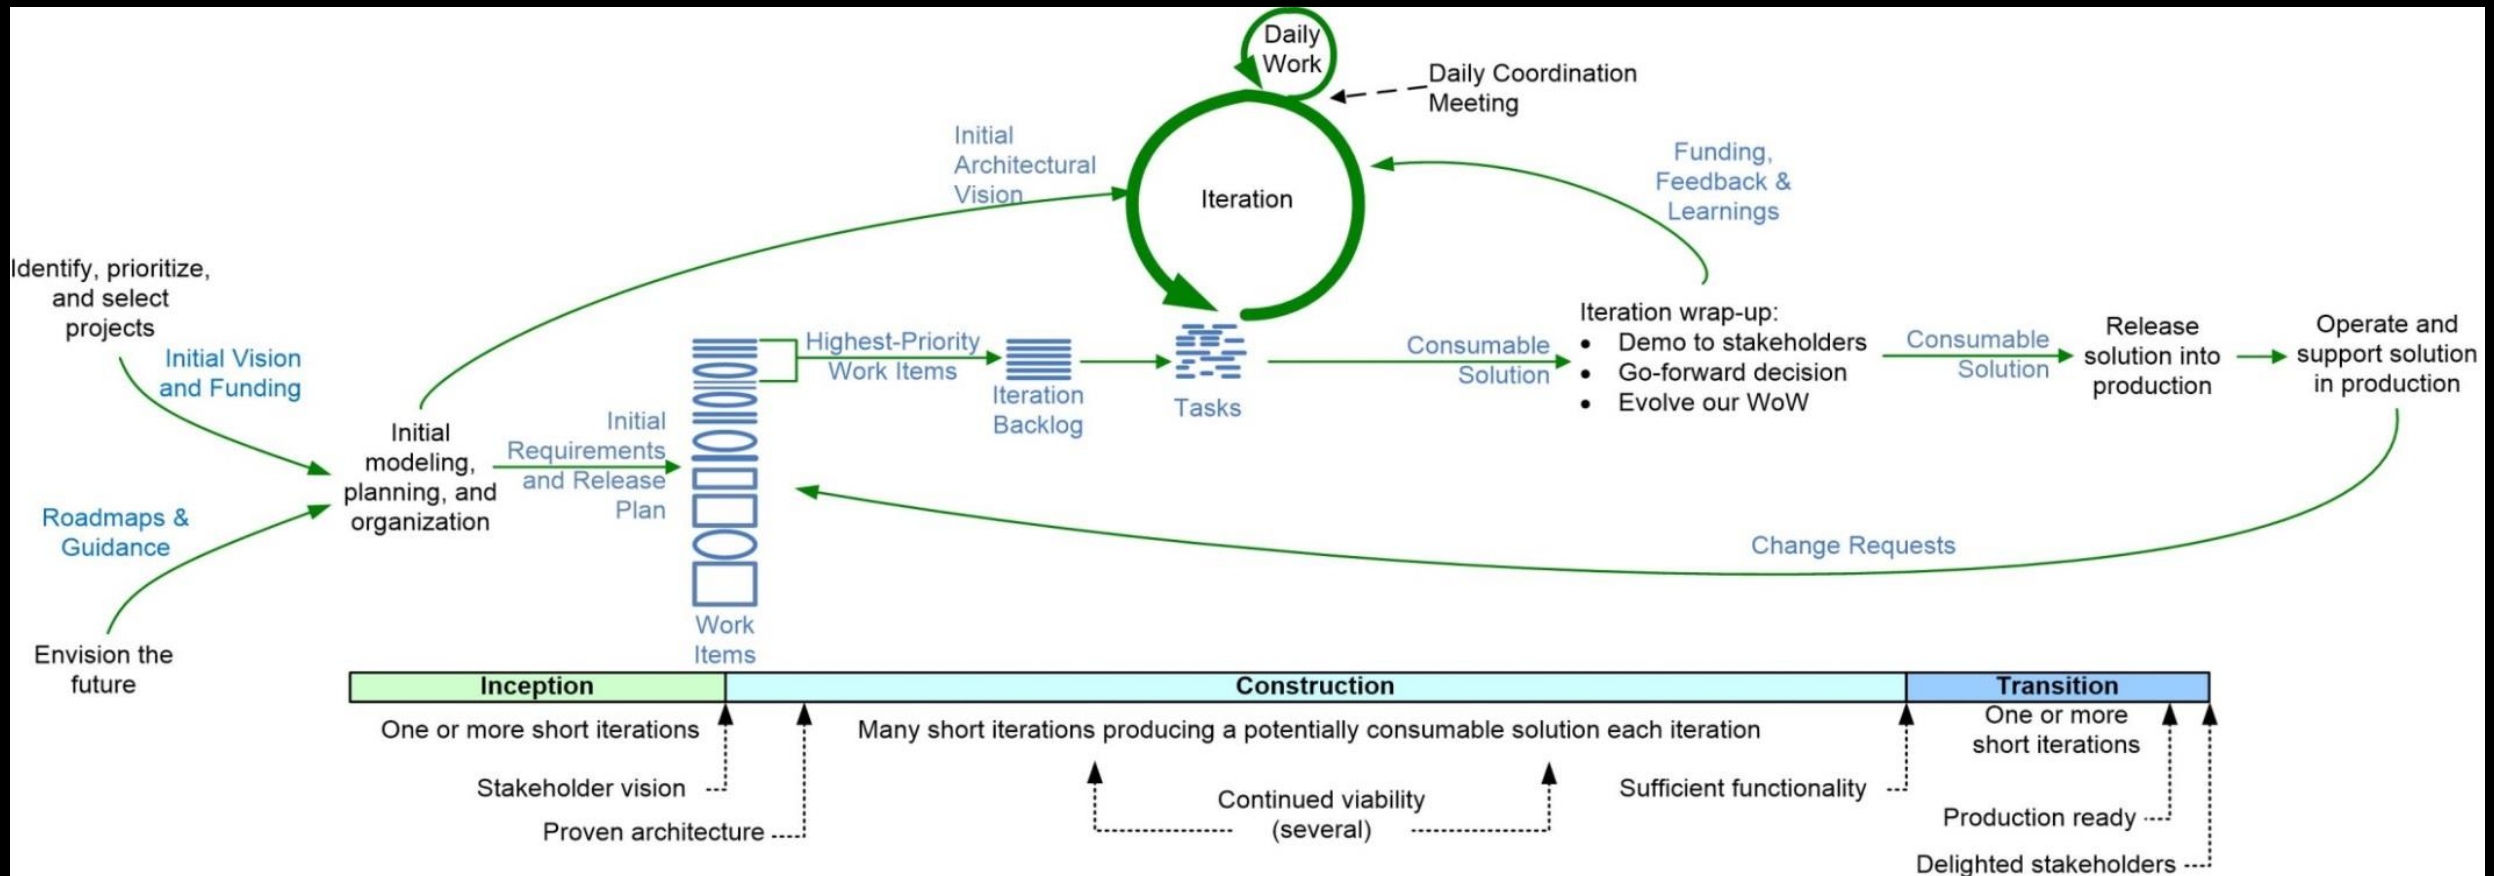 Daily
Work
Daily Coordination
Meeting
Initial
Architectural
Vision
Iteration
Funding,
Feedback &
Learnings
Identify, prioritize,
and select
projects
Initial Vision
and Funding
Roadmaps &
Guidance
Envision the
future
Initial
modeling,
planning, and
organization
Initial
Requirements
and Release
Plan
Work
Items
Highest-Priority
Work Items
Iteration
Backlog
Tasks
Consumable
Solution
Iteration wrap-up:
• Demo to stakeholders
• Go-forward decision
• Evolve our WoW
Consumable
Solution
Release
solution into
production
Operate and
support solution
in production
Change Requests
Inception
Construction
Transition
One or more short iterations
Many short iterations producing a potentially consumable solution each iteration
One or more
short iterations
Stakeholder vision
Proven architecture
Continued viability
(several)
Sufficient functionality
Production ready
Delighted stakeholders